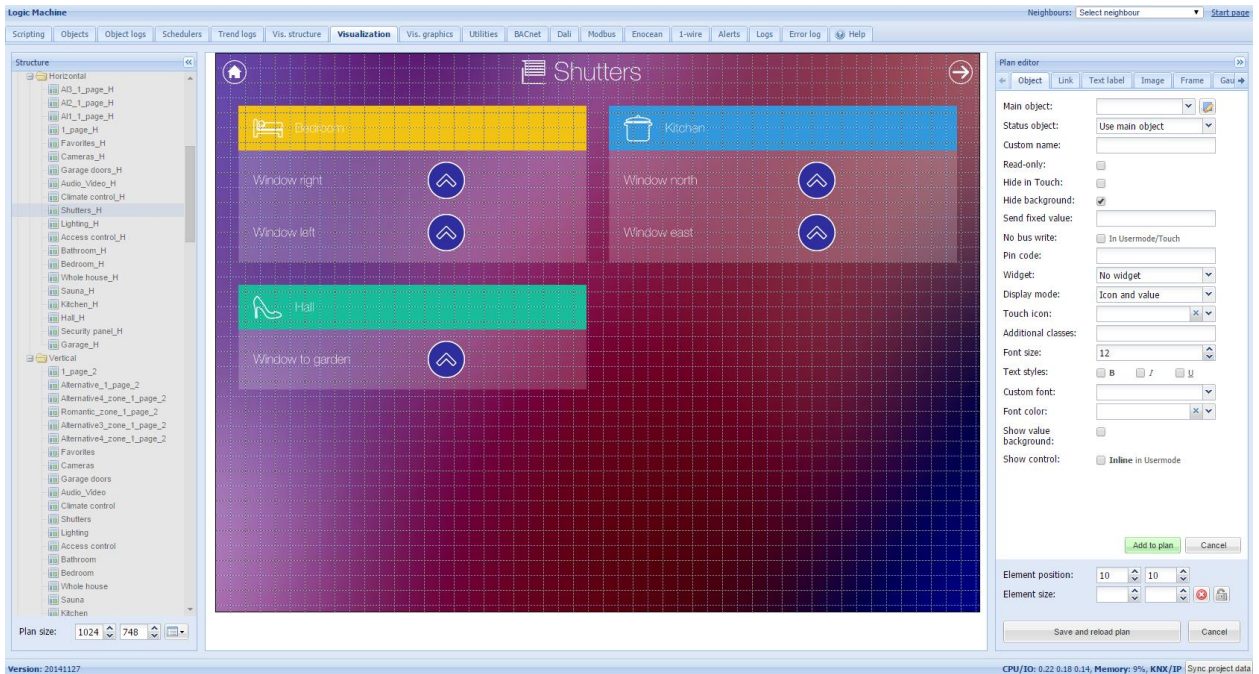 Logic Machine
Neighbours: Select neighbour Start page
Scripting Objects Object logs Schedulers Trend logs Vis. structure Visualization Vis. graphics Utilities BACnet Dali Modbus Enocean 1-wire Alerts Logs Error log Help
Structure
Horizontal
AI3_1_page_H
AI2_1_page_H
AI1_1_page_H
1_page_H
Favorites_H
Cameras_H
Garage doors_H
Audio_Video_H
Climate control_H
Shutters_H
Lighting_H
Access control_H
Bathroom_H
Bedroom_H
Whole house_H
Sauna_H
Kitchen_H
Hall_H
Security panel_H
Garage_H
Vertical
1_page_2
Alternative_1_page_2
Alternative4_zone_1_page_2
Romantic_zone_1_page_2
Alternative3_zone_1_page_2
Alternative4_zone_1_page_2
Favorites
Cameras
Garage doors
Audio_Video
Climate control
Shutters
Lighting
Access control
Bathroom
Bedroom
Whole house
Sauna
Kitchen
Plan size: 1024 748
Shutters
Bedroom
Window right
Window left
Kitchen
Window north
Window east
Hall
Window to garden
Plan editor
Object Link Text label Image Frame Gau
Main object:
Status object: Use main object
Custom name:
Read-only:
Hide in Touch:
Hide background:
Send fixed value:
No bus write: In Usermode/Touch
Pin code:
Widget: No widget
Display mode: Icon and value
Touch icon:
Additional classes:
Font size: 12
Text styles: B I U
Custom font:
Font color:
Show value
background:
Show control: Inline in Usermode
Add to plan Cancel
Element position: 10 10
Element size:
Save and reload plan Cancel
Version: 20141127
CPU/IO: 0.22 0.18 0.14, Memory: 9%, KNX/IP Sync project data